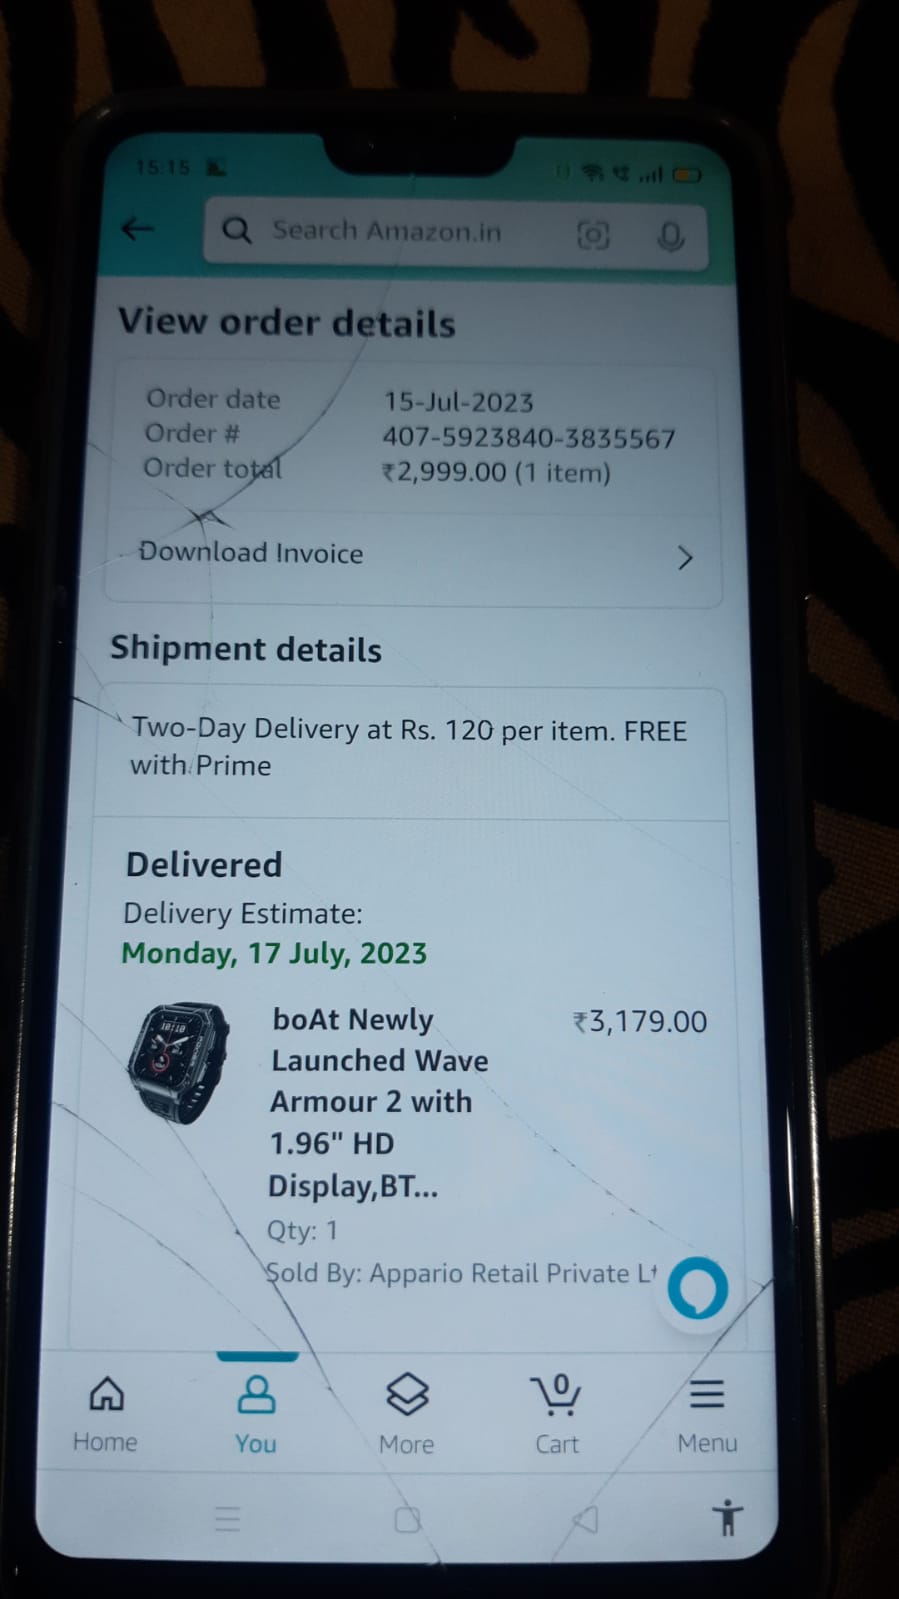 15:15
Search Amazon.in
View order details
Order date 15-Jul-2023
Order # 407-5923840-3835567
Order total ₹2,999.00 (1 item)
Download Invoice
Shipment details
Two-Day Delivery at Rs. 120 per item. FREE
with Prime
Delivered
Delivery Estimate:
Monday, 17 July, 2023
boAt Newly ₹3,179.00
Launched Wave
Armour 2 with
1.96" HD
Display,BT...
Qty: 1
Sold By: Appario Retail Private Lt
0
Home You More Cart Menu